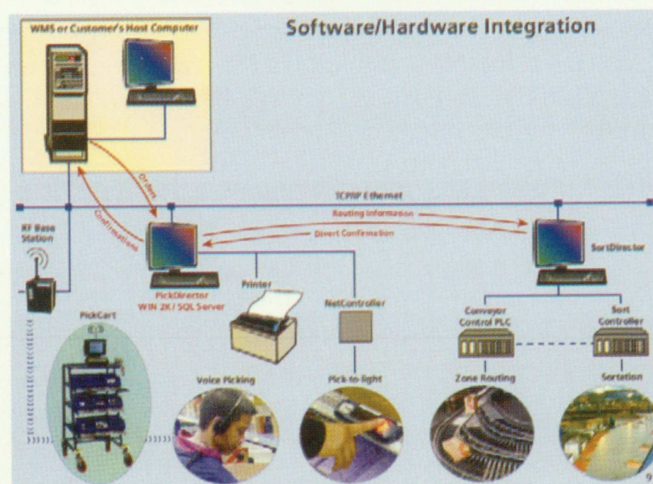 WMS or Customer's Host Computer
Software/Hardware Integration
Orders
Confirmations
TCP/IP Ethernet
Routing Information
Divert Confirmation
RF Base
Station
SortDirector
PickDirector
WIN 2K / SQL Server
Printer
NetController
Conveyor
Control PLC
Sort
Controller
PickCart
Voice Picking
Pick-to-light
Zone Routing
Sortation
9